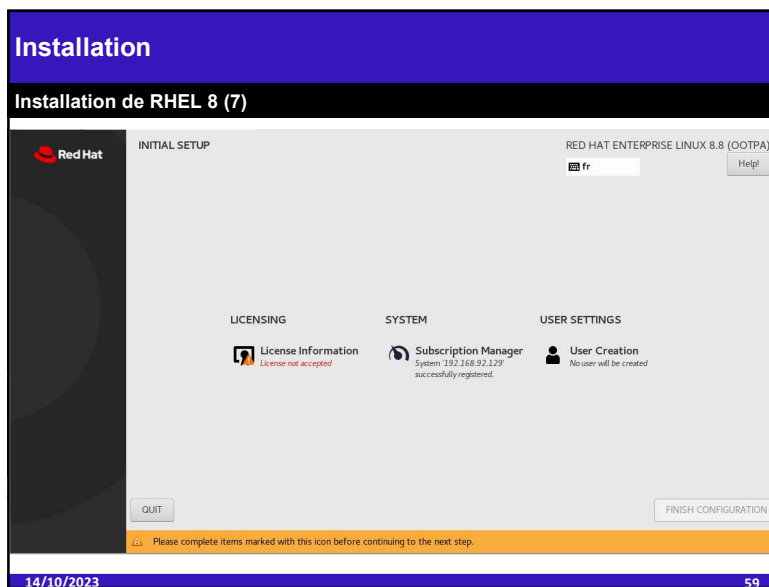 Installation
Installation de RHEL 8 (7)
Red Hat
INITIAL SETUP
RED HAT ENTERPRISE LINUX 8.8 (OOTPA)
fr
Help!
LICENSING
License Information
License not accepted
SYSTEM
Subscription Manager
System '192.168.92.129'
successfully registered.
USER SETTINGS
User Creation
No user will be created
QUIT
FINISH CONFIGURATION
Please complete items marked with this icon before continuing to the next step.
14/10/2023
59